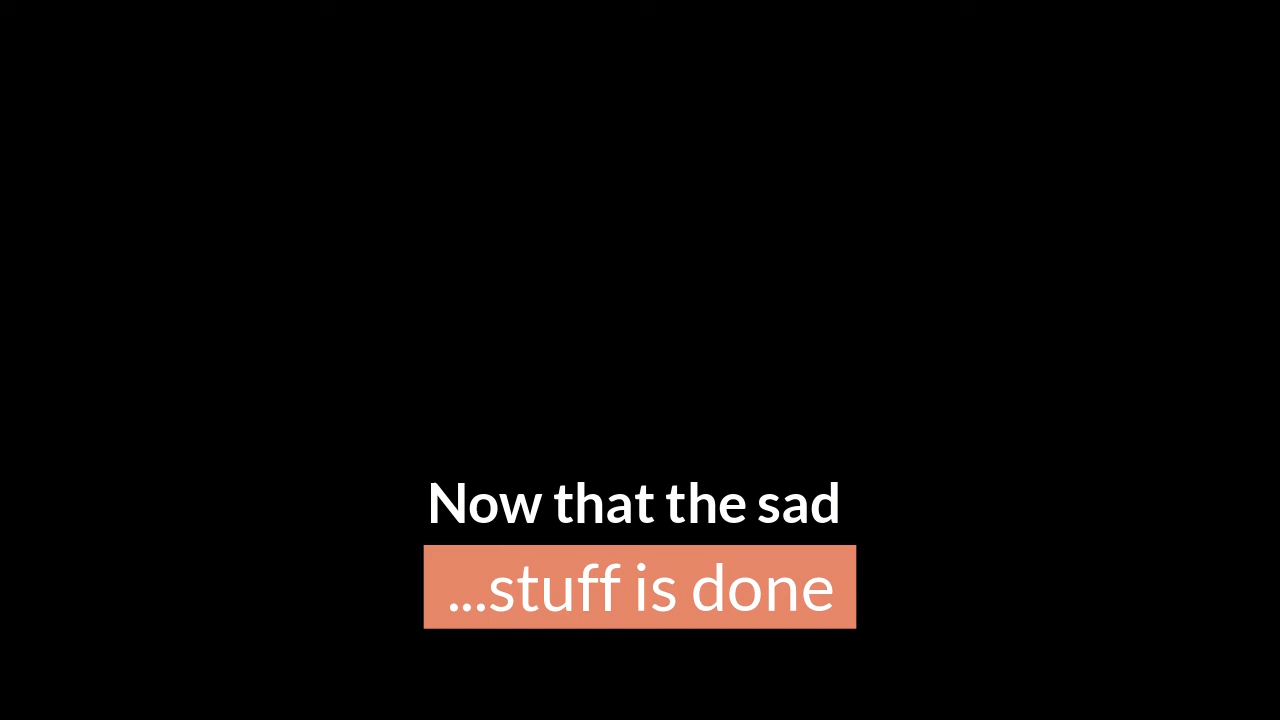 Now that the sad
...stuff is done